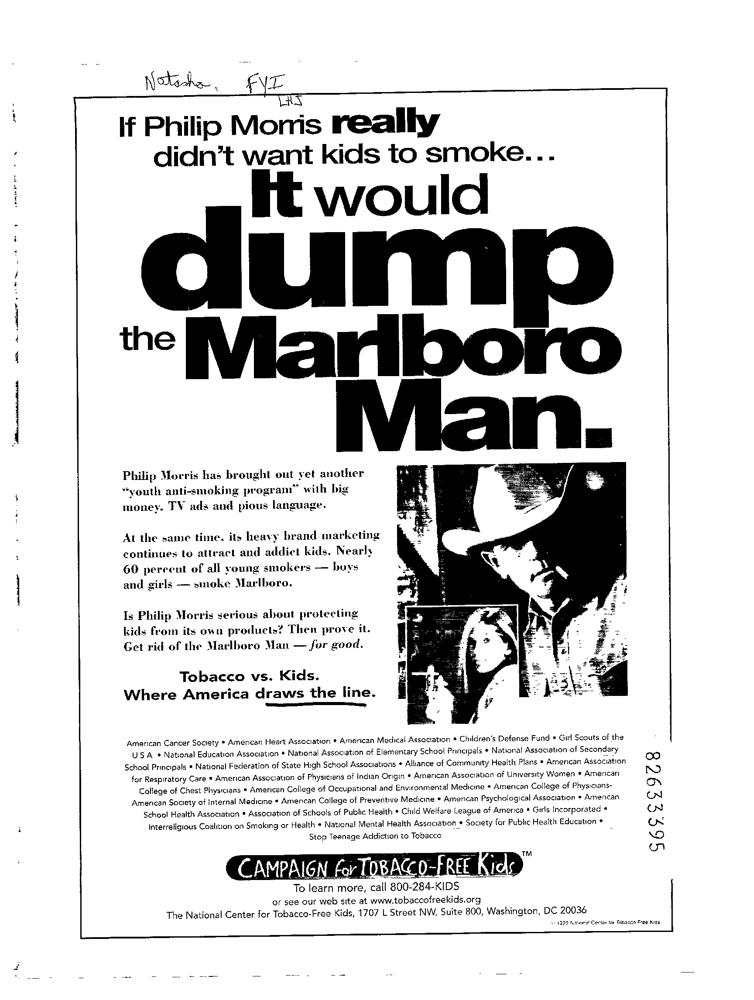 Natasha, FYI
LHJ
If Philip Morris really
didn't want kids to smoke...
It would
dump
the Marlboro
Man.
Philip Morris has brought out yet another
"youth anti-smoking program" with big
money, TV ads and pious language.
At the same time, its heavy brand marketing
continues to attract and addict kids. Nearly
60 percent of all young smokers — boys
and girls — smoke Marlboro.
Is Philip Morris serious about protecting
kids from its own products? Then prove it.
Get rid of the Marlboro Man — for good.
Tobacco vs. Kids.
Where America draws the line.
American Cancer Society • American Heart Association • American Medical Association • Children's Defense Fund • Girl Scouts of the
U S A • National Education Association • National Association of Elementary School Principals • National Association of Secondary
School Principals • National Federation of State High School Associations • Alliance of Community Health Plans • American Association
for Respiratory Care • American Association of Physicians of Indian Origin • American Association of University Women • American
College of Chest Physicians • American College of Occupational and Environmental Medicine • American College of Physicians-
American Society of Internal Medicine • American College of Preventive Medicine • American Psychological Association • American
School Health Association • Association of Schools of Public Health • Child Welfare League of America • Girls Incorporated •
Interreligious Coalition on Smoking or Health • National Mental Health Association • Society for Public Health Education •
Stop Teenage Addiction to Tobacco
82633395
CAMPAIGN For TOBACCO-FREE Kids™
To learn more, call 800-284-KIDS
or see our web site at www.tobaccofreekids.org
The National Center for Tobacco-Free Kids, 1707 L Street NW, Suite 800, Washington, DC 20036
National Center for Tobacco Free Kids